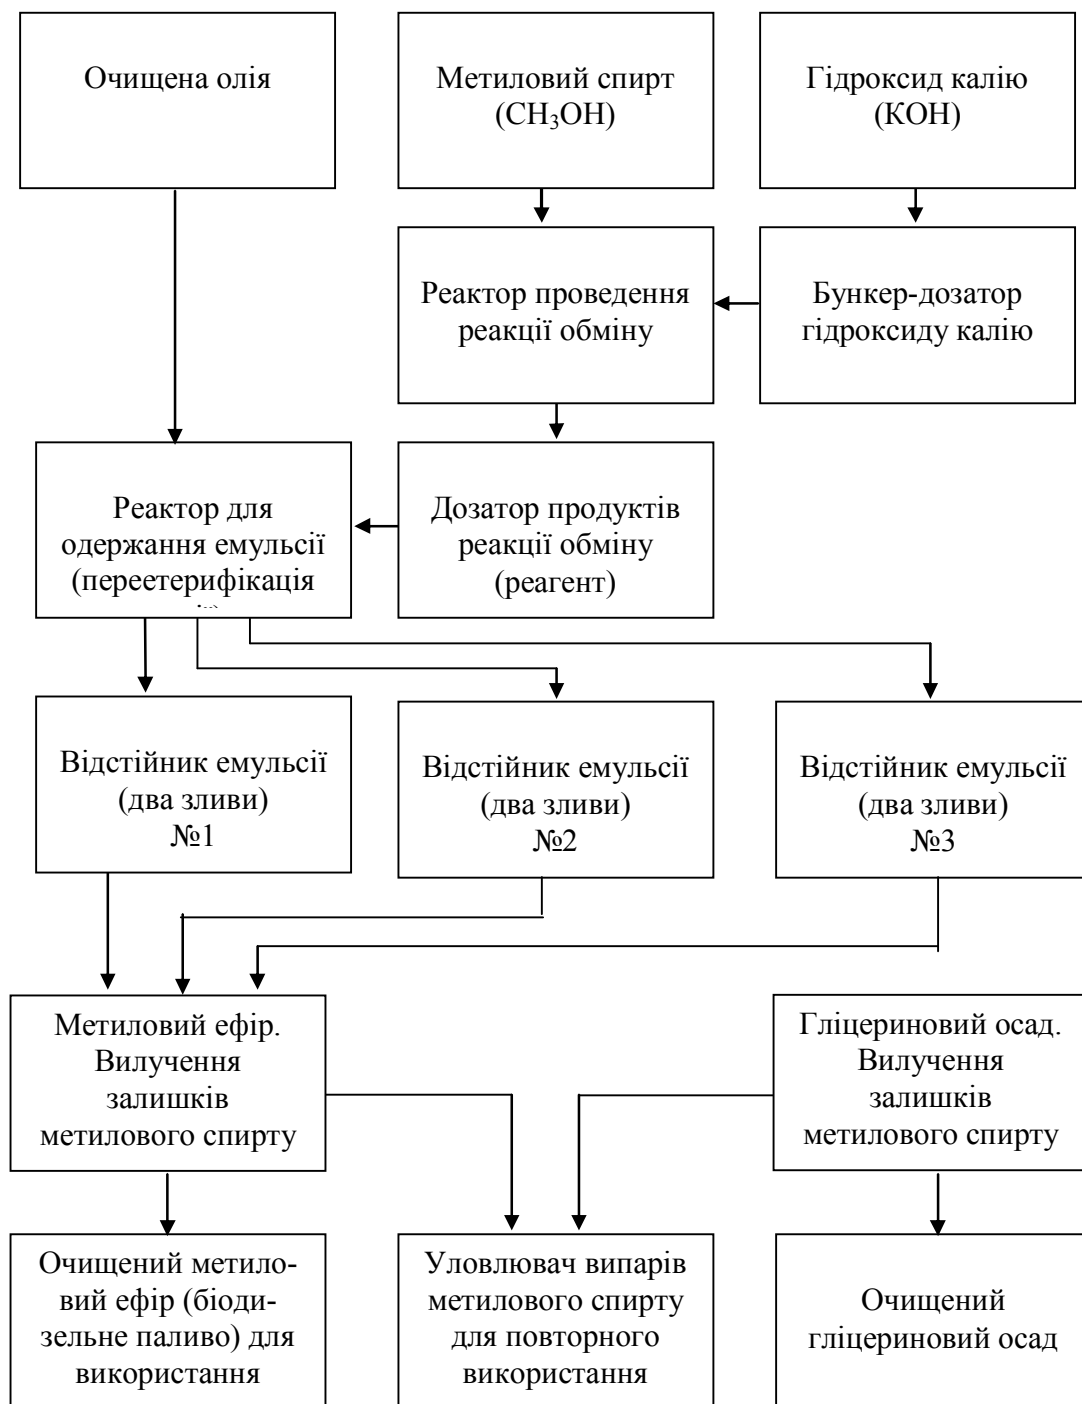 Очищена олія
Метиловий спирт
(CH₃OH)
Гідроксид калію
(KOH)
Реактор проведення
реакції обміну
Бункер-дозатор
гідроксиду калію
Реактор для
одержання емульсії
(переетерифікація
Дозатор продуктів
реакції обміну
(реагент)
Відстійник емульсії
(два зливи)
№1
Відстійник емульсії
(два зливи)
№2
Відстійник емульсії
(два зливи)
№3
Метиловий ефір.
Вилучення
залишків
метилового спирту
Гліцериновий осад.
Вилучення
залишків
метилового спирту
Очищений метило-
вий ефір (біоди-
зельне паливо) для
використання
Уловлювач випарів
метилового спирту
для повторного
використання
Очищений
гліцериновий осад